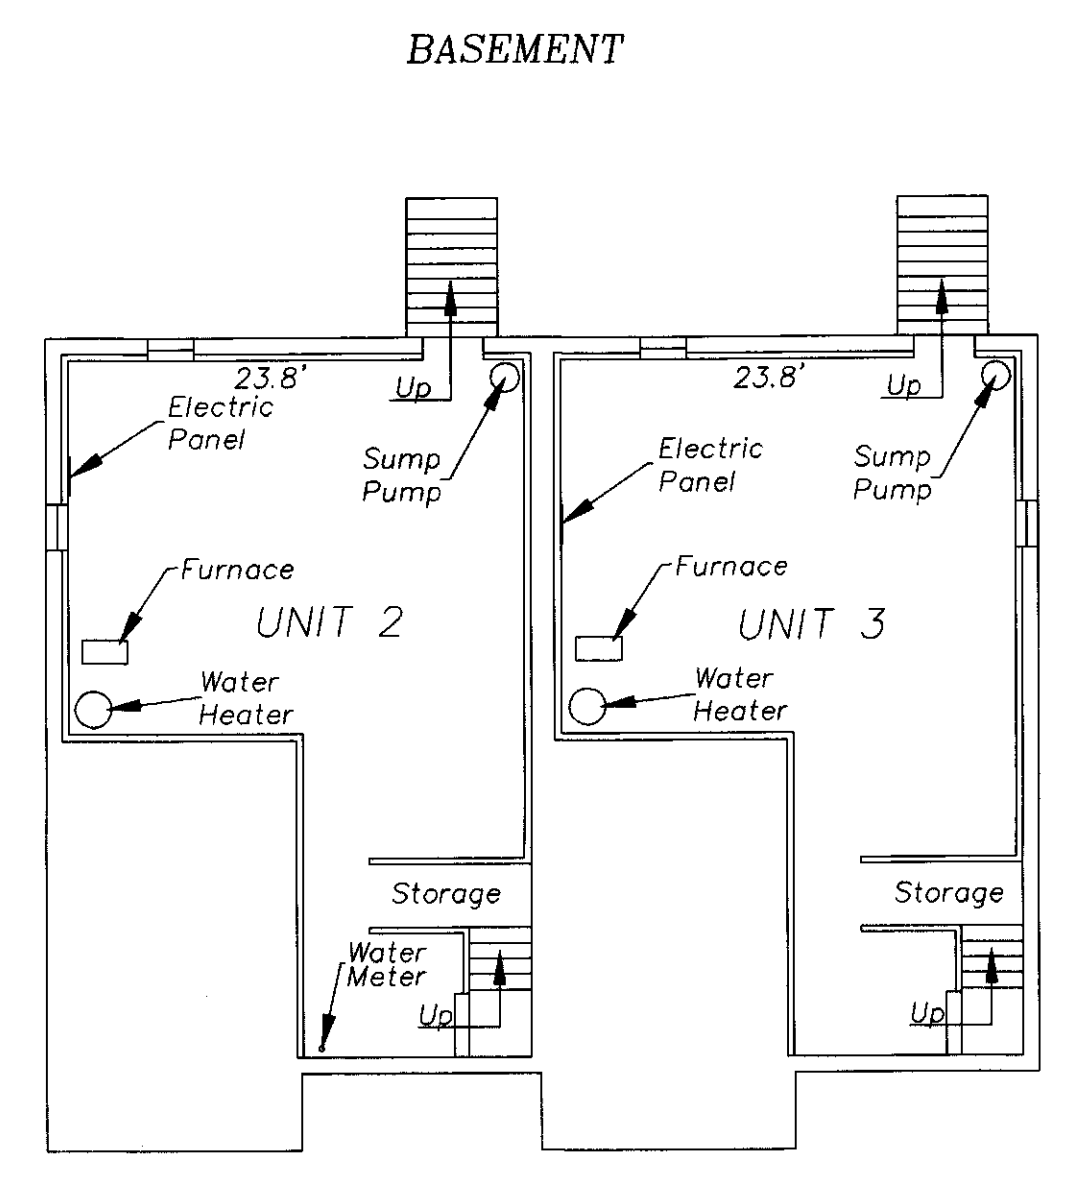 BASEMENT
23.8'
Up
Electric
Panel
Sump
Pump
Furnace
UNIT 2
Water
Heater
Storage
Water
Meter
Up
23.8'
Up
Electric
Panel
Sump
Pump
Furnace
UNIT 3
Water
Heater
Storage
Up